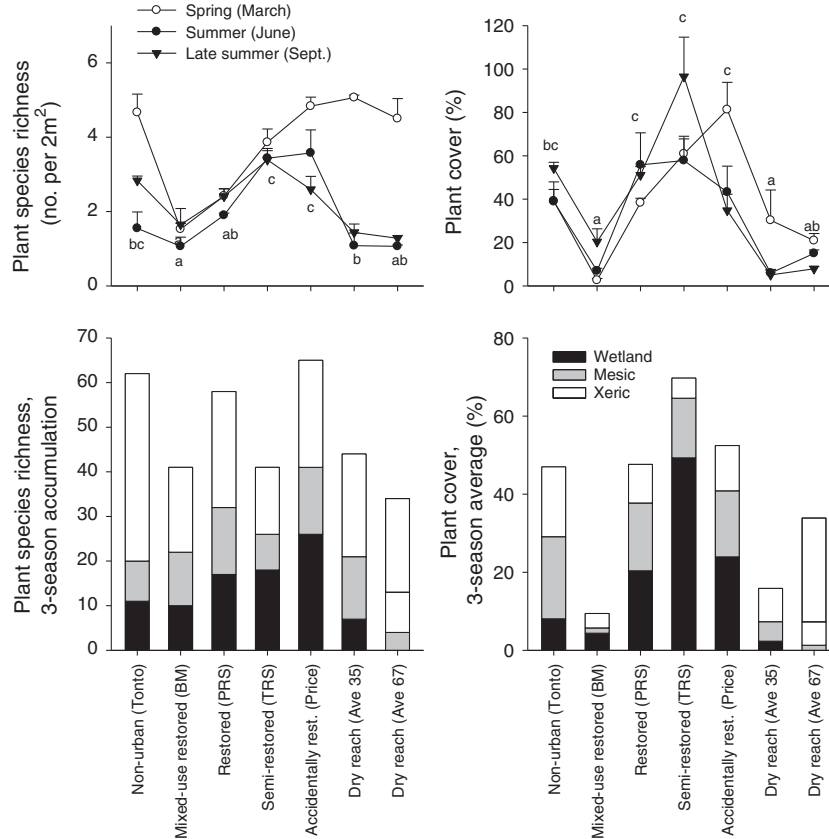 Spring (March)
Summer (June)
Late summer (Sept.)
Plant species richness
(no. per 2m²)
6
4
2
0
bc
a
ab
c
c
b
ab
Plant cover (%)
120
100
80
60
40
20
0
bc
a
c
c
c
a
ab
Plant species richness,
3-season accumulation
70
60
50
40
30
20
10
0
Non-urban (Tonto)
Mixed-use restored (BM)
Restored (PRS)
Semi-restored (TRS)
Accidentally rest. (Price)
Dry reach (Ave 35)
Dry reach (Ave 67)
Plant cover,
3-season average (%)
80
60
40
20
0
Wetland
Mesic
Xeric
Non-urban (Tonto)
Mixed-use restored (BM)
Restored (PRS)
Semi-restored (TRS)
Accidentally rest. (Price)
Dry reach (Ave 35)
Dry reach (Ave 67)